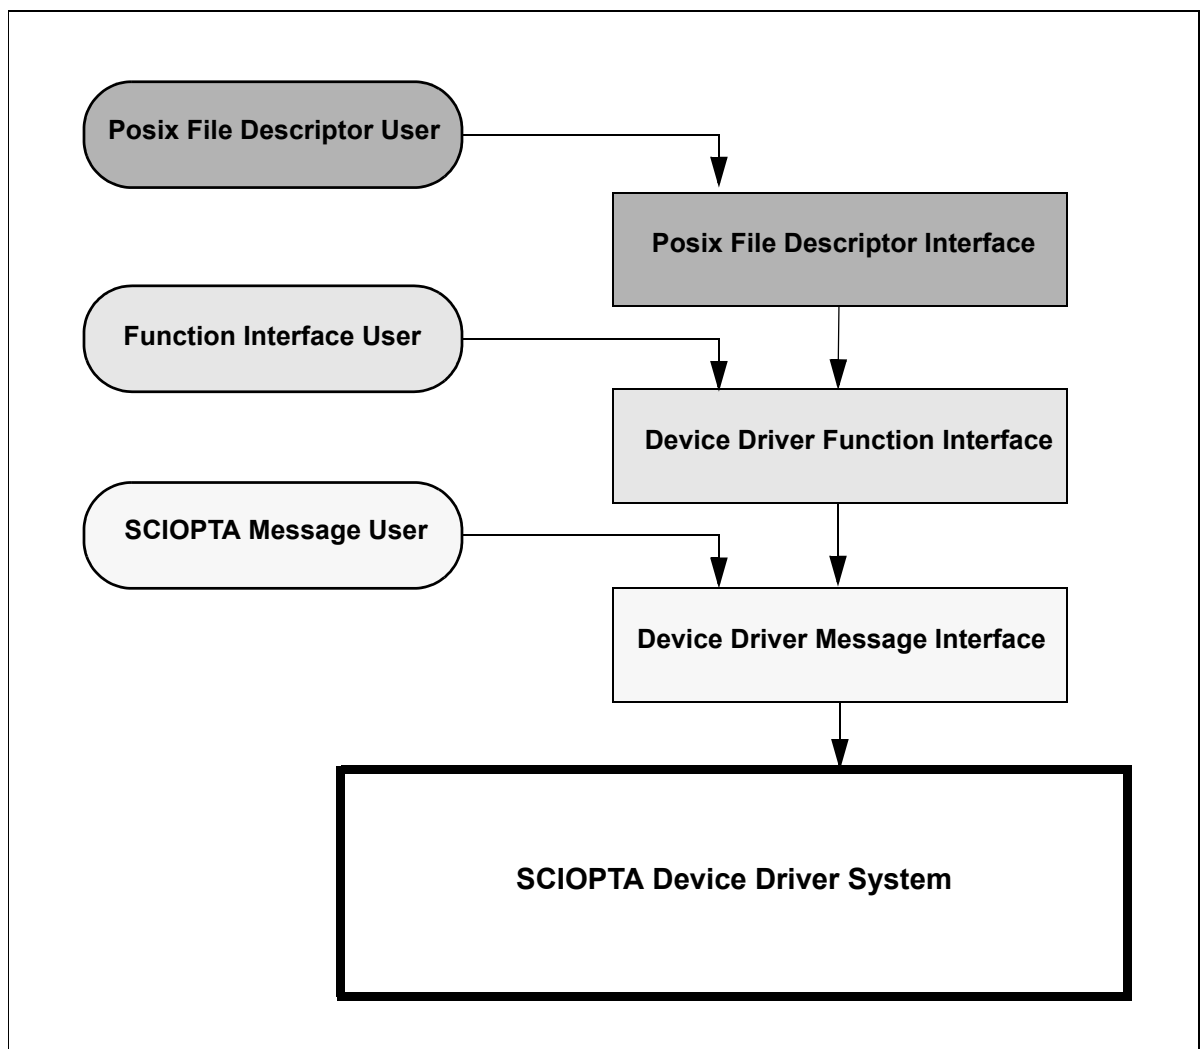 Posix File Descriptor User
Posix File Descriptor Interface
Function Interface User
Device Driver Function Interface
SCIOPTA Message User
Device Driver Message Interface
SCIOPTA Device Driver System